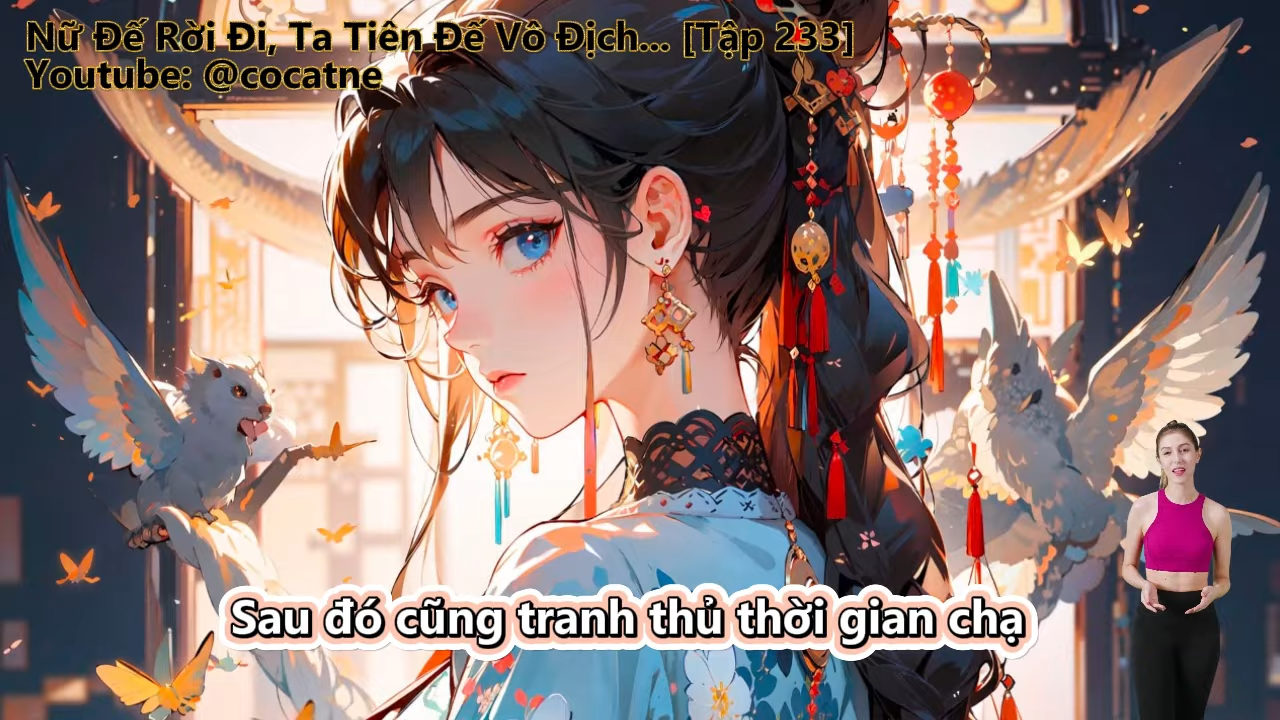 Nữ Đế Rời Đi, Ta Tiên Đế Vô Địch... [Tập 233]
Youtube: @cocatne
Sau đó cũng tranh thủ thời gian chạ